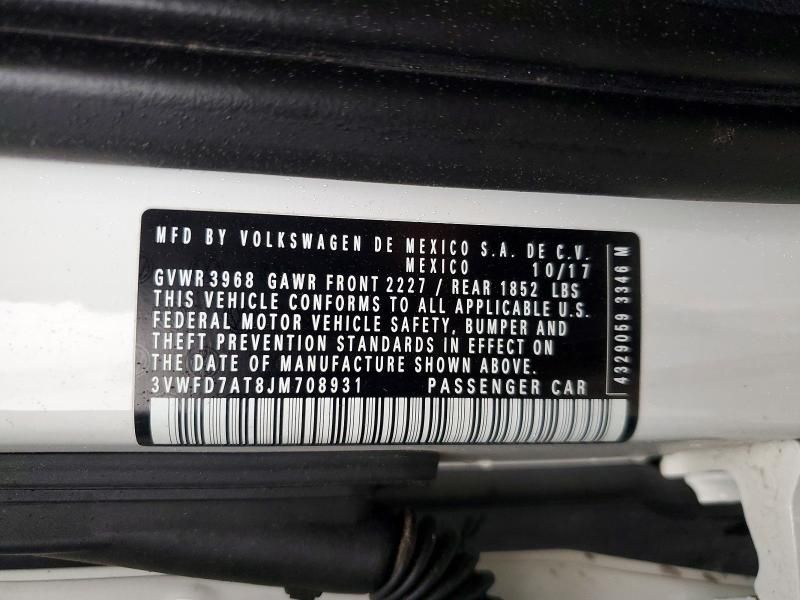 MFD BY VOLKSWAGEN DE MEXICO S.A. DE C.V.
MEXICO 10/17
GVWR 3968 GAWR FRONT 2227 / REAR 1852 LBS
THIS VEHICLE CONFORMS TO ALL APPLICABLE U.S.
FEDERAL MOTOR VEHICLE SAFETY, BUMPER AND
THEFT PREVENTION STANDARDS IN EFFECT ON
THE DATE OF MANUFACTURE SHOWN ABOVE.
3VWFD7AT8JM708931 PASSENGER CAR
4329059 3346 M